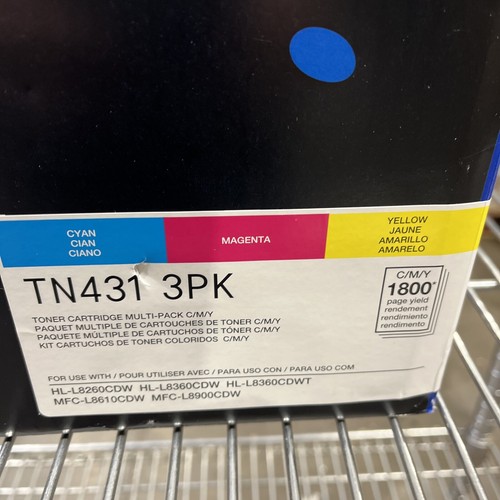 CYAN
CIAN
CIANO
MAGENTA
YELLOW
JAUNE
AMARILLO
AMARELO
TN431 3PK
TONER CARTRIDGE MULTI-PACK C/M/Y
PAQUET MULTIPLE DE CARTOUCHES DE TONER C/M/Y
PAQUETE MÚLTIPLE DE CARTUCHOS DE TÓNER C/M/Y
KIT CARTUCHOS DE TONER COLORIDOS C/M/Y
C/M/Y
1800*
page yield
rendement
rendimiento
rendimento
FOR USE WITH / POUR UTILISER AVEC / PARA USO CON / PARA USO COM
HL-L8260CDW HL-L8360CDW HL-L8360CDWT
MFC-L8610CDW MFC-L8900CDW